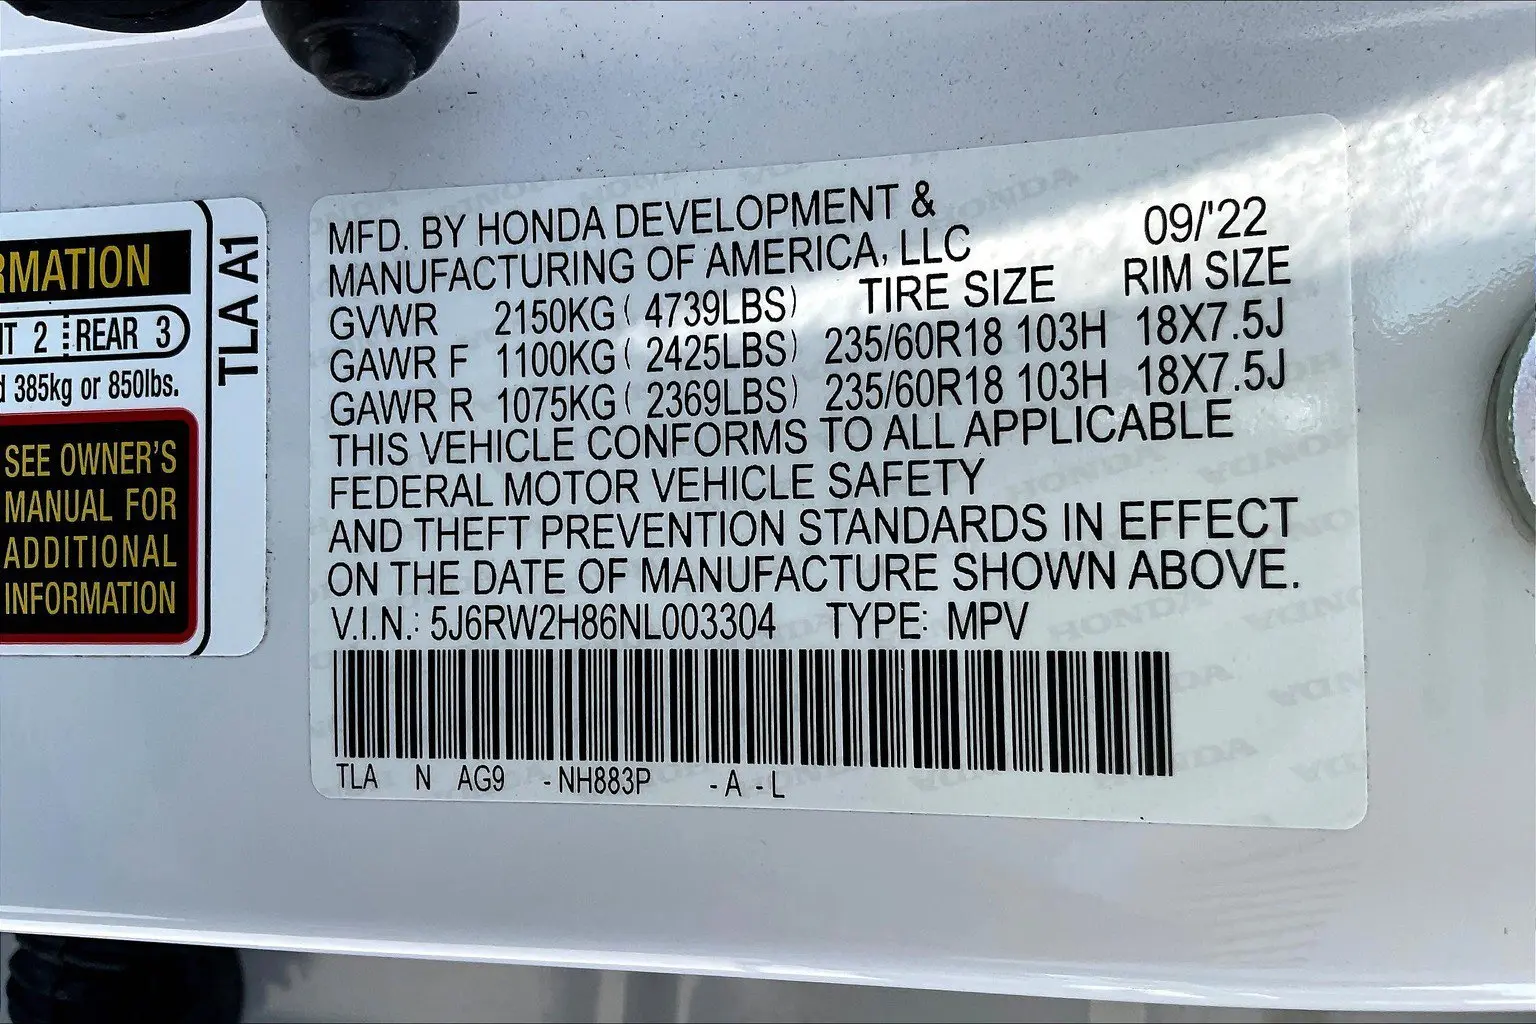 RMATION
NT 2 REAR 3
385kg or 850lbs.
SEE OWNER'S
MANUAL FOR
ADDITIONAL
INFORMATION
TLA A1
MFD. BY HONDA DEVELOPMENT &
MANUFACTURING OF AMERICA, LLC 09/'22
GVWR 2150KG ( 4739LBS) TIRE SIZE RIM SIZE
GAWR F 1100KG ( 2425LBS) 235/60R18 103H 18X7.5J
GAWR R 1075KG ( 2369LBS) 235/60R18 103H 18X7.5J
THIS VEHICLE CONFORMS TO ALL APPLICABLE
FEDERAL MOTOR VEHICLE SAFETY
AND THEFT PREVENTION STANDARDS IN EFFECT
ON THE DATE OF MANUFACTURE SHOWN ABOVE.
V.I.N.: 5J6RW2H86NL003304 TYPE: MPV
TLA N AG9 -NH883P -A -L